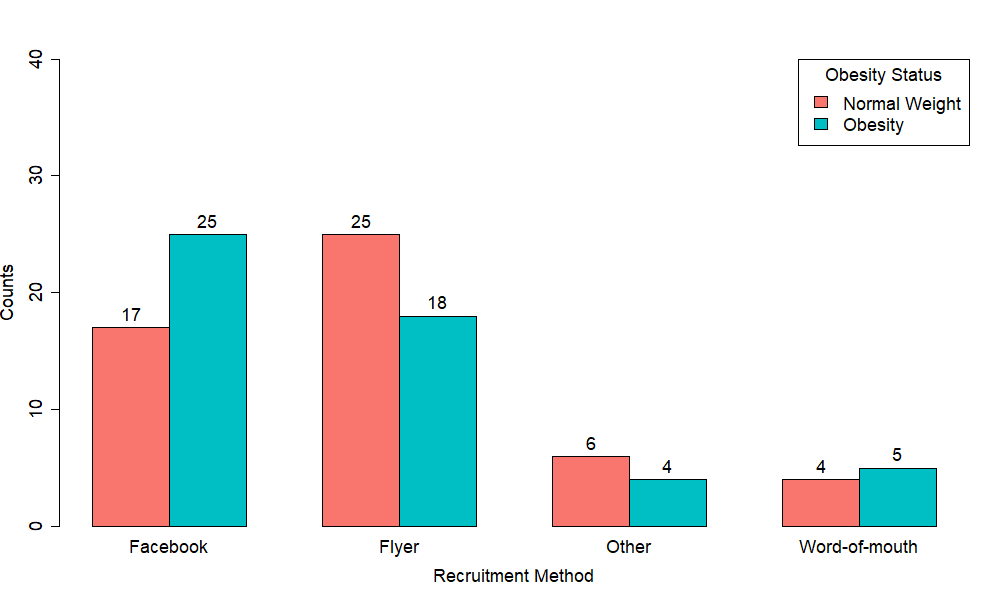 40
30
20
10
0
Counts
Obesity Status
Normal Weight
Obesity
17
25
25
18
6
4
4
5
Facebook
Flyer
Other
Word-of-mouth
Recruitment Method